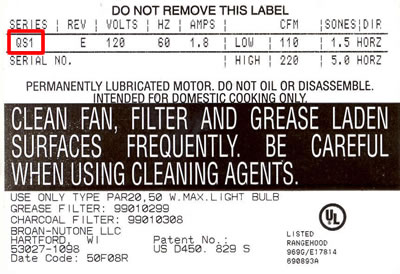 DO NOT REMOVE THIS LABEL
SERIES | REV | VOLTS | HZ | AMPS | CFM |SONES|DIR
QS1 E 120 60 1.8 |LOW | 110 | 1.5 HORZ
SERIAL NO. |HIGH | 220 | 5.0 HORZ
PERMANENTLY LUBRICATED MOTOR. DO NOT OIL OR DISASSEMBLE.
INTENDED FOR DOMESTIC COOKING ONLY.
CLEAN FAN, FILTER AND GREASE LADEN
SURFACES FREQUENTLY. BE CAREFUL
WHEN USING CLEANING AGENTS.
USE ONLY TYPE PAR20,50 W.MAX.LIGHT BULB
GREASE FILTER: 99010299
CHARCOAL FILTER: 99010308
BROAN-NUTONE LLC
HARTFORD, WI Patent No.:
53027-1098 US D450. 829 S
Date Code: 50F08R
UL
LISTED
RANGEHOOD
969G/E17814
690893A